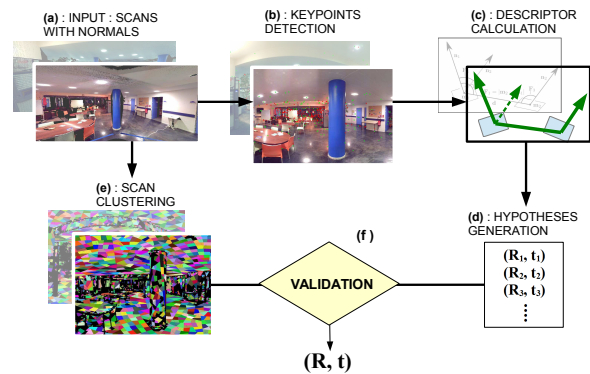 (a) : INPUT : SCANS
WITH NORMALS
(b) : KEYPOINTS
DETECTION
(c) : DESCRIPTOR
CALCULATION
(e) : SCAN
CLUSTERING
(f )
VALIDATION
(d) : HYPOTHESES
GENERATION
(R1, t1)
(R2, t2)
(R3, t3)
⋮
(R, t)